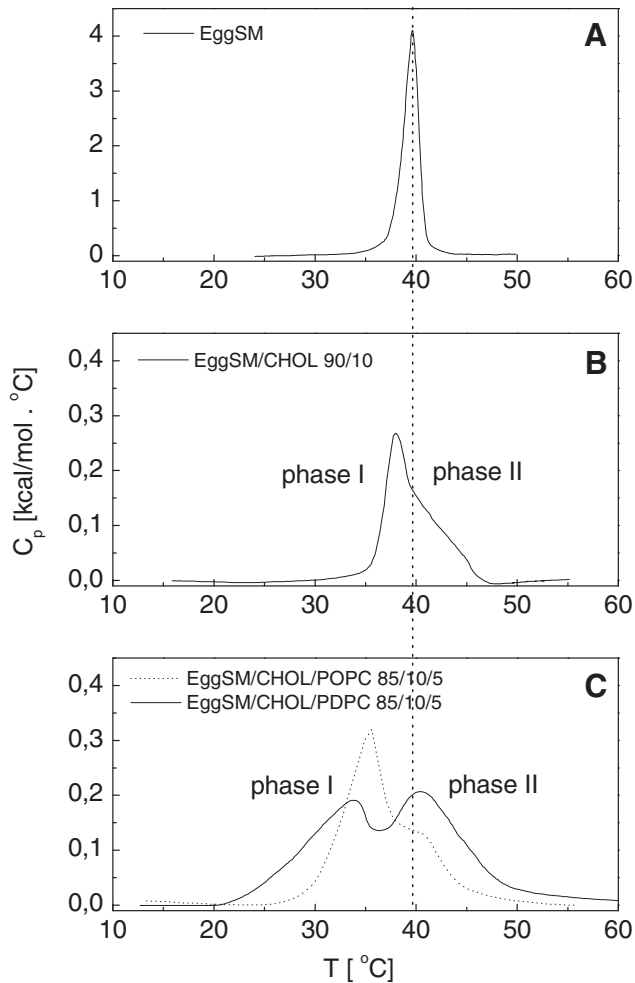 EggSM
A
4
3
2
1
0
10 20 30 40 50 60
EggSM/CHOL 90/10
B
0,4
0,3
0,2
0,1
0,0
phase I
phase II
10 20 30 40 50 60
C_p [kcal/mol . °C]
EggSM/CHOL/POPC 85/10/5
EggSM/CHOL/PDPC 85/10/5
C
0,4
0,3
0,2
0,1
0,0
phase I
phase II
10 20 30 40 50 60
T [ °C]